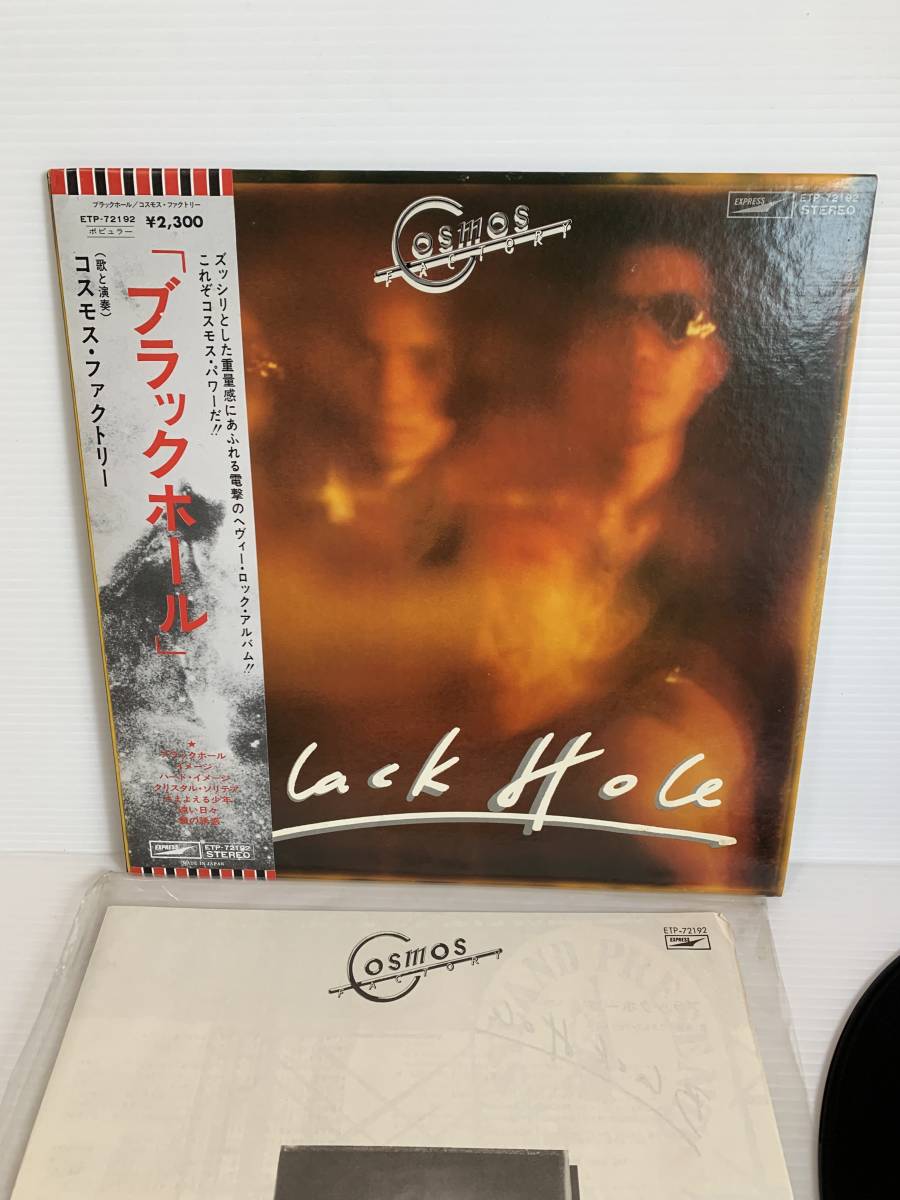 ブラックホール／コスモス・ファクトリー
ETP-72192 ¥2,300
ポピュラー
ズッシリとした重量感にあふれる電撃のヘヴィー・ロック・アルバム!!
これぞコスモス・パワーだ!!
「ブラックホール」
(歌と演奏)
コスモス・ファクトリー
★
ブラックホール
イメージ
ハード・イメージ
クリスタル・ソリテア
さまよえる少年
遠い日々
EXPRESS
ETP-72192
STEREO
MADE IN JAPAN
Cosmos
FACTORY
EXPRESS
ETP-72192
STEREO
lack Hole
Cosmos
FACTORY
ETP-72192
EXPRESS